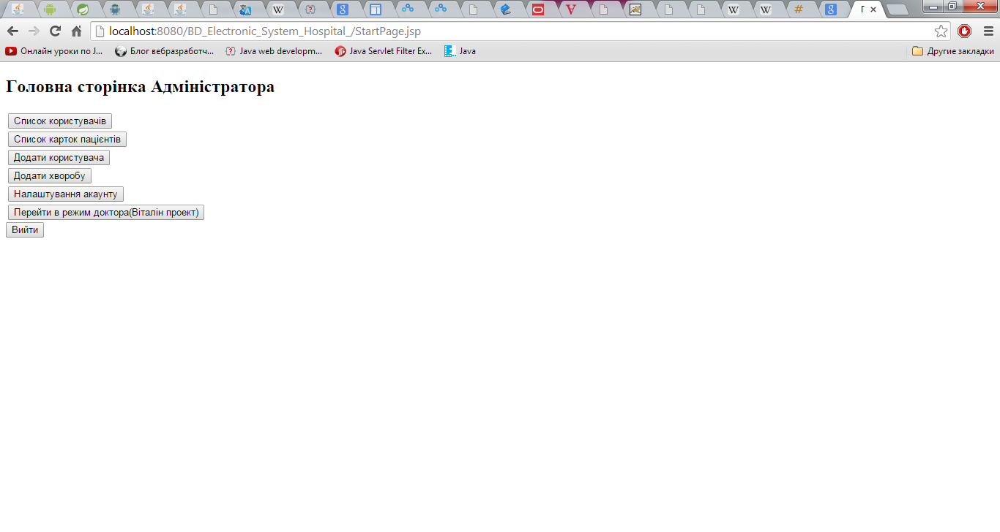 Г
localhost:8080/BD_Electronic_System_Hospital_/StartPage.jsp
Онлайн уроки по J... Блог вебразработч... Java web developm... Java Servlet Filter Ex... Java Другие закладки
Головна сторінка Адміністратора
Список користувачів
Список карток пацієнтів
Додати користувача
Додати хворобу
Налаштування акаунту
Перейти в режим доктора(Віталін проект)
Вийти